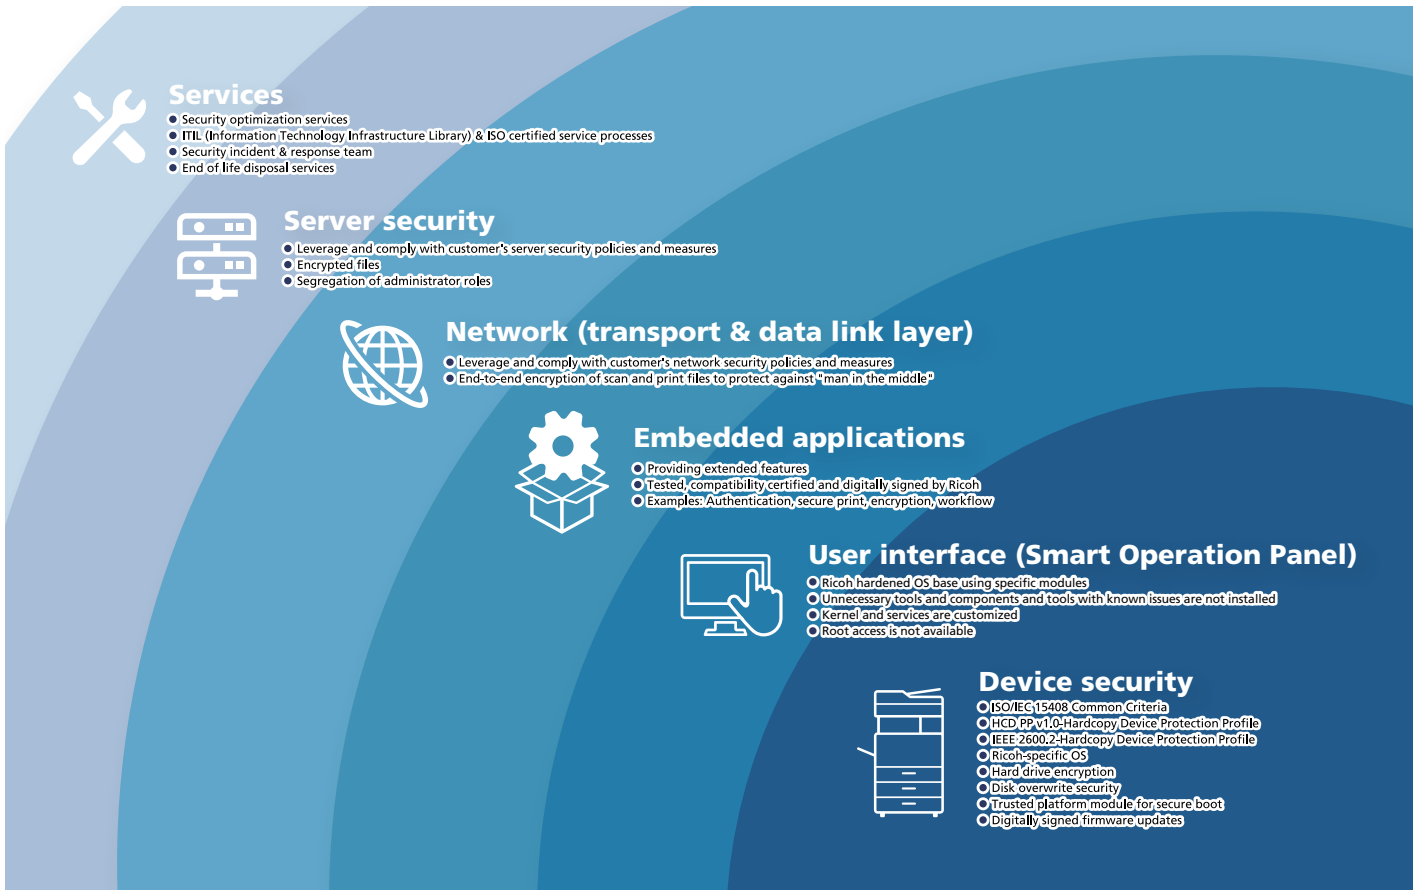 Services
● Security optimization services
● ITIL (Information Technology Infrastructure Library) & ISO certified service processes
● Security incident & response team
● End of life disposal services
Server security
● Leverage and comply with customer's server security policies and measures
● Encrypted files
● Segregation of administrator roles
Network (transport & data link layer)
● Leverage and comply with customer's network security policies and measures
● End-to-end encryption of scan and print files to protect against "man in the middle"
Embedded applications
● Providing extended features
● Tested, compatibility certified and digitally signed by Ricoh
● Examples: Authentication, secure print, encryption, workflow
User interface (Smart Operation Panel)
● Ricoh hardened OS base using specific modules
● Unnecessary tools and components and tools with known issues are not installed
● Kernel and services are customized
● Root access is not available
Device security
● ISO/IEC 15408 Common Criteria
● HCD PP v1.0-Hardcopy Device Protection Profile
● IEEE 2600.2-Hardcopy Device Protection Profile
● Ricoh-specific OS
● Hard drive encryption
● Disk overwrite security
● Trusted platform module for secure boot
● Digitally signed firmware updates